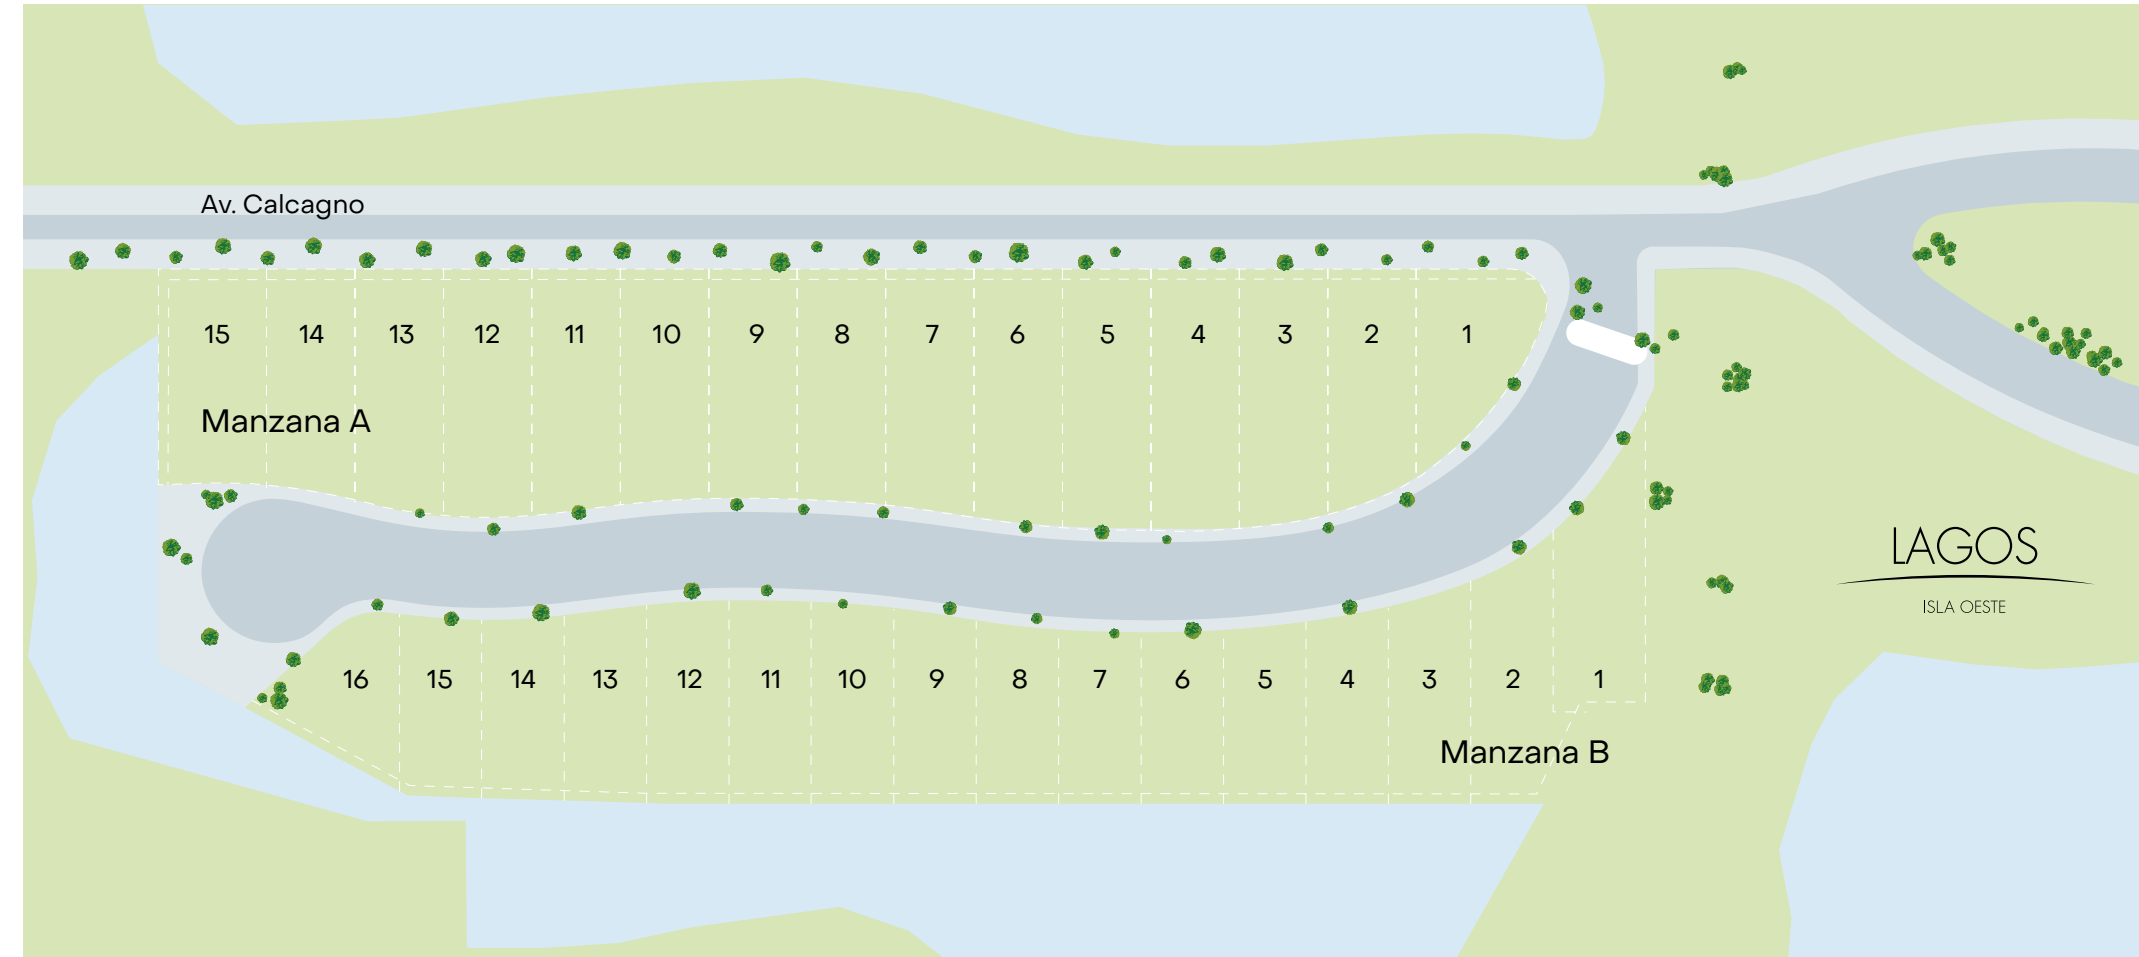 Av. Calcagno
15 14 13 12 11 10 9 8 7 6 5 4 3 2 1
Manzana A
LAGOS
ISLA OESTE
16 15 14 13 12 11 10 9 8 7 6 5 4 3 2 1
Manzana B